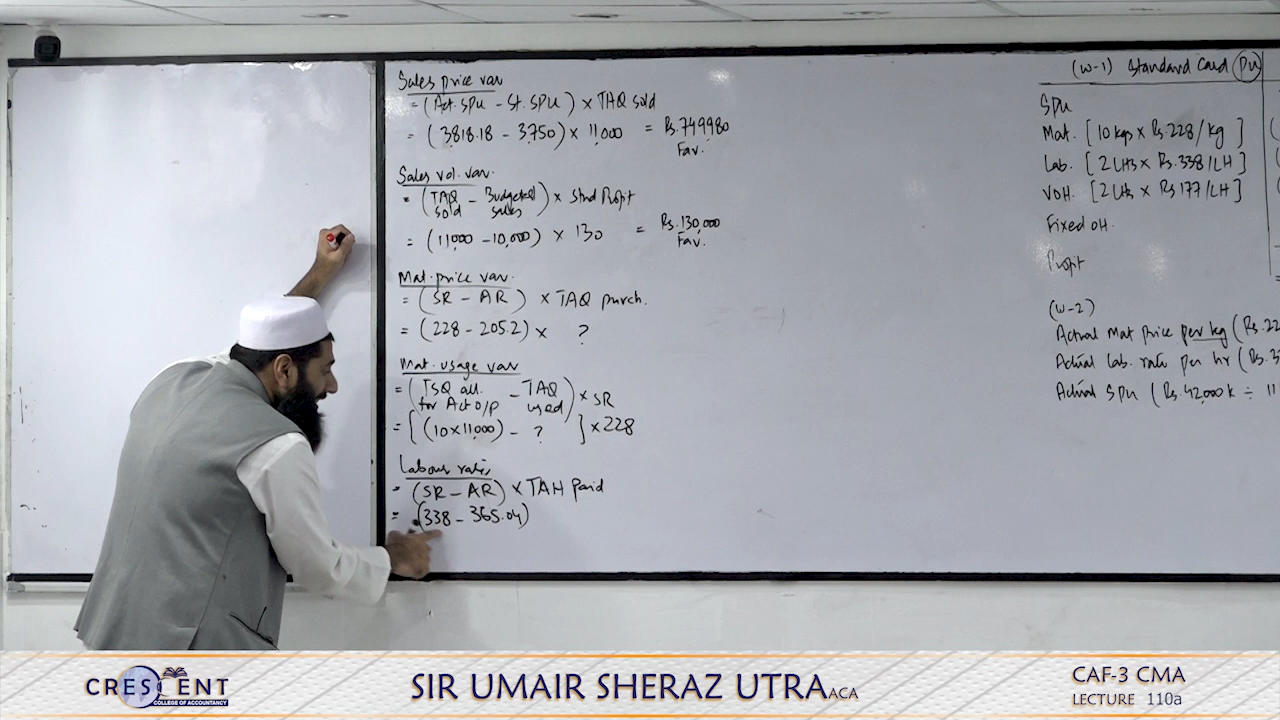 Sales price var
= (Act. SPU - St. SPU) × TAQ sold
= (3818.18 - 3750) × 11,000 = Rs. 749980
Fav.
Sales vol. var.
= (TAQ sold - Budgeted sales) × Stnd Profit
= (11000 - 10,000) × 130 = Rs. 130,000
Fav.
Mat. price var.
= (SR - AR) × TAQ purch.
= (228 - 205.2) × ?
Mat. usage var
= (TSQ all. for Act o/p - TAQ used) × SR
= [(10×11,000) - ?] × 228
Labour rate
= (SR - AR) × TAH Paid
= (338 - 365.04)
(W-1) Standard Card (PU)
SPU
Mat. [10 kgs × Rs. 228/kg]
Lab. [2 LHs × Rs. 338/LH]
VOH [2 LHs × Rs 177/LH]
Fixed OH.
Profit
(W-2)
Actual Mat Price per kg (Rs. 22
Actual Lab. rate per hr (Rs. 3
Actual SPU (Rs. 42,000 k ÷ 11
CRESCENT
COLLEGE OF ACCOUNTANCY
SIR UMAIR SHERAZ UTRA ACA
CAF-3 CMA
LECTURE 110a